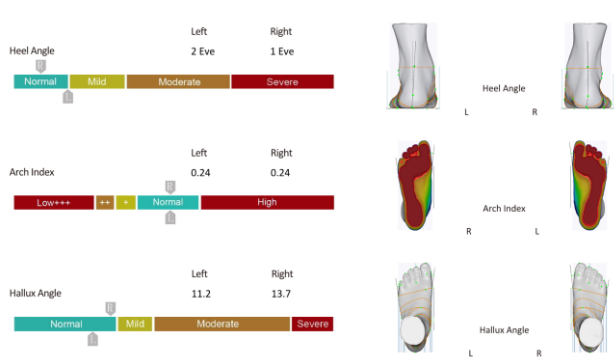 Left Right
Heel Angle 2 Eve 1 Eve
R
Normal Mild Moderate Severe
L
Heel Angle
L R
Left Right
Arch Index 0.24 0.24
R
Low+++ ++ + Normal High
L
Arch Index
R L
Left Right
Hallux Angle 11.2 13.7
R
Normal Mild Moderate Severe
L
Hallux Angle
L R